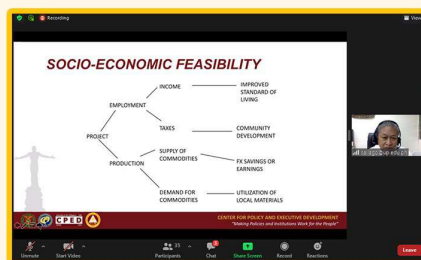 Recording
View
SOCIO-ECONOMIC FEASIBILITY
INCOME
IMPROVED
STANDARD OF
LIVING
EMPLOYMENT
TAXES
COMMUNITY
DEVELOPMENT
PROJECT
SUPPLY OF
COMMODITIES
FX SAVINGS OR
EARNINGS
PRODUCTION
DEMAND FOR
COMMODITIES
UTILIZATION OF
LOCAL MATERIALS
CPED
CENTER FOR POLICY AND EXECUTIVE DEVELOPMENT
"Making Policies and Institutions Work for the People"
Unmute
Start Video
Participants
Chat
Share Screen
Record
Reactions
Leave